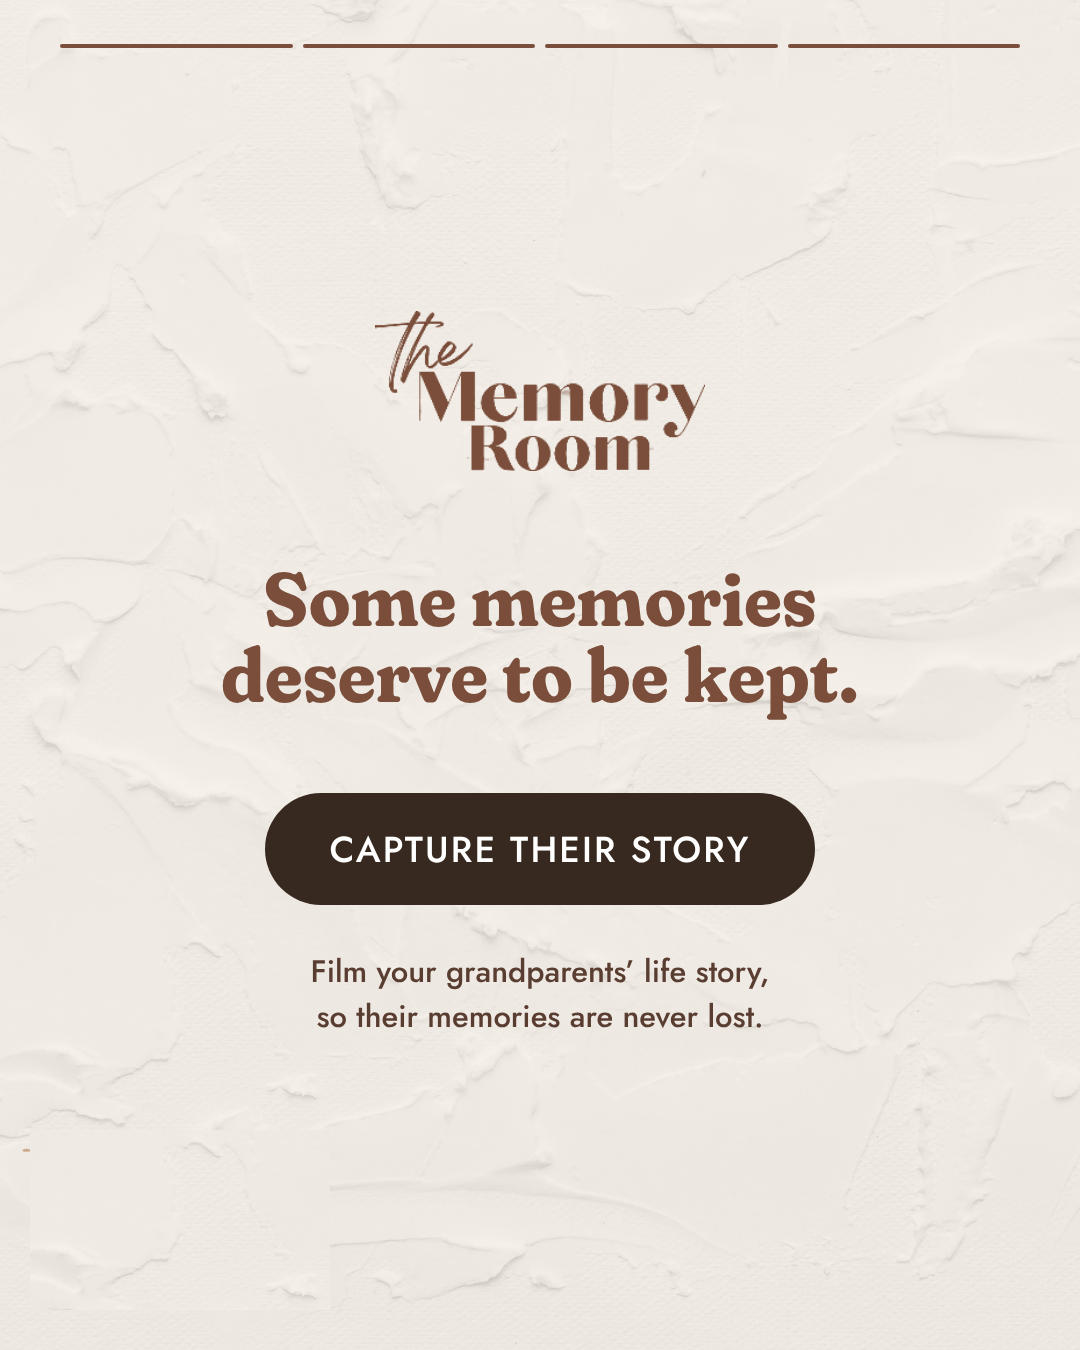 the
Memory
Room
Some memories
deserve to be kept.
CAPTURE THEIR STORY
Film your grandparents’ life story,
so their memories are never lost.